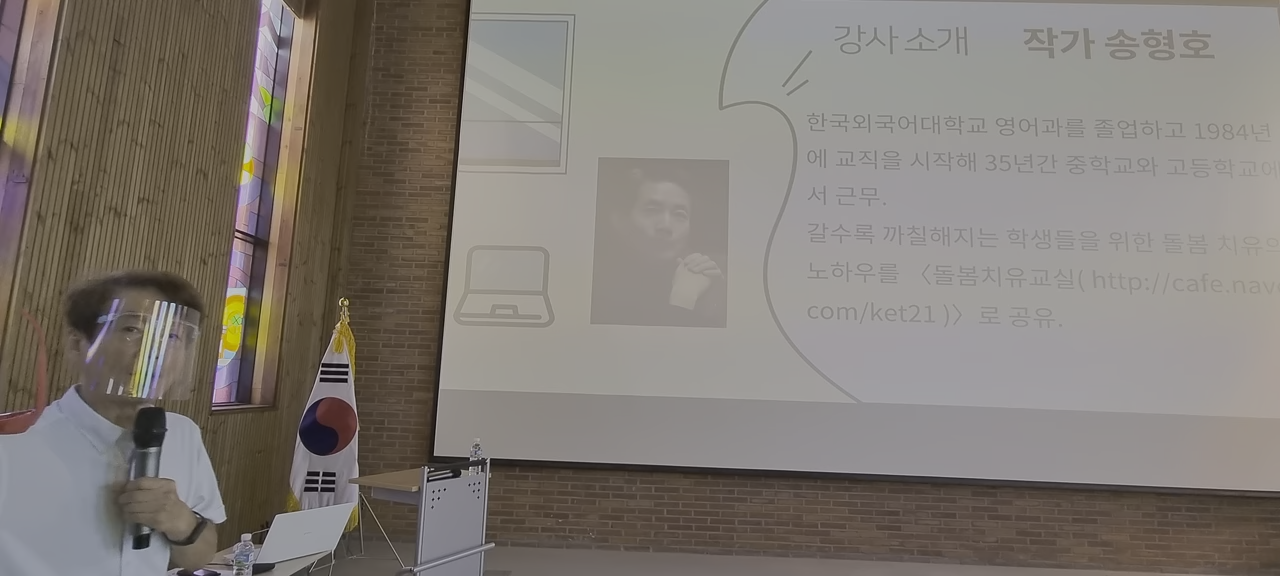 강사 소개 작가 송형호
한국외국어대학교 영어과를 졸업하고 1984년
에 교직을 시작해 35년간 중학교와 고등학교에
서 근무.
갈수록 까칠해지는 학생들을 위한 돌봄 치유의
노하우를 〈돌봄치유교실( http://cafe.nave
com/ket21 )〉로 공유.